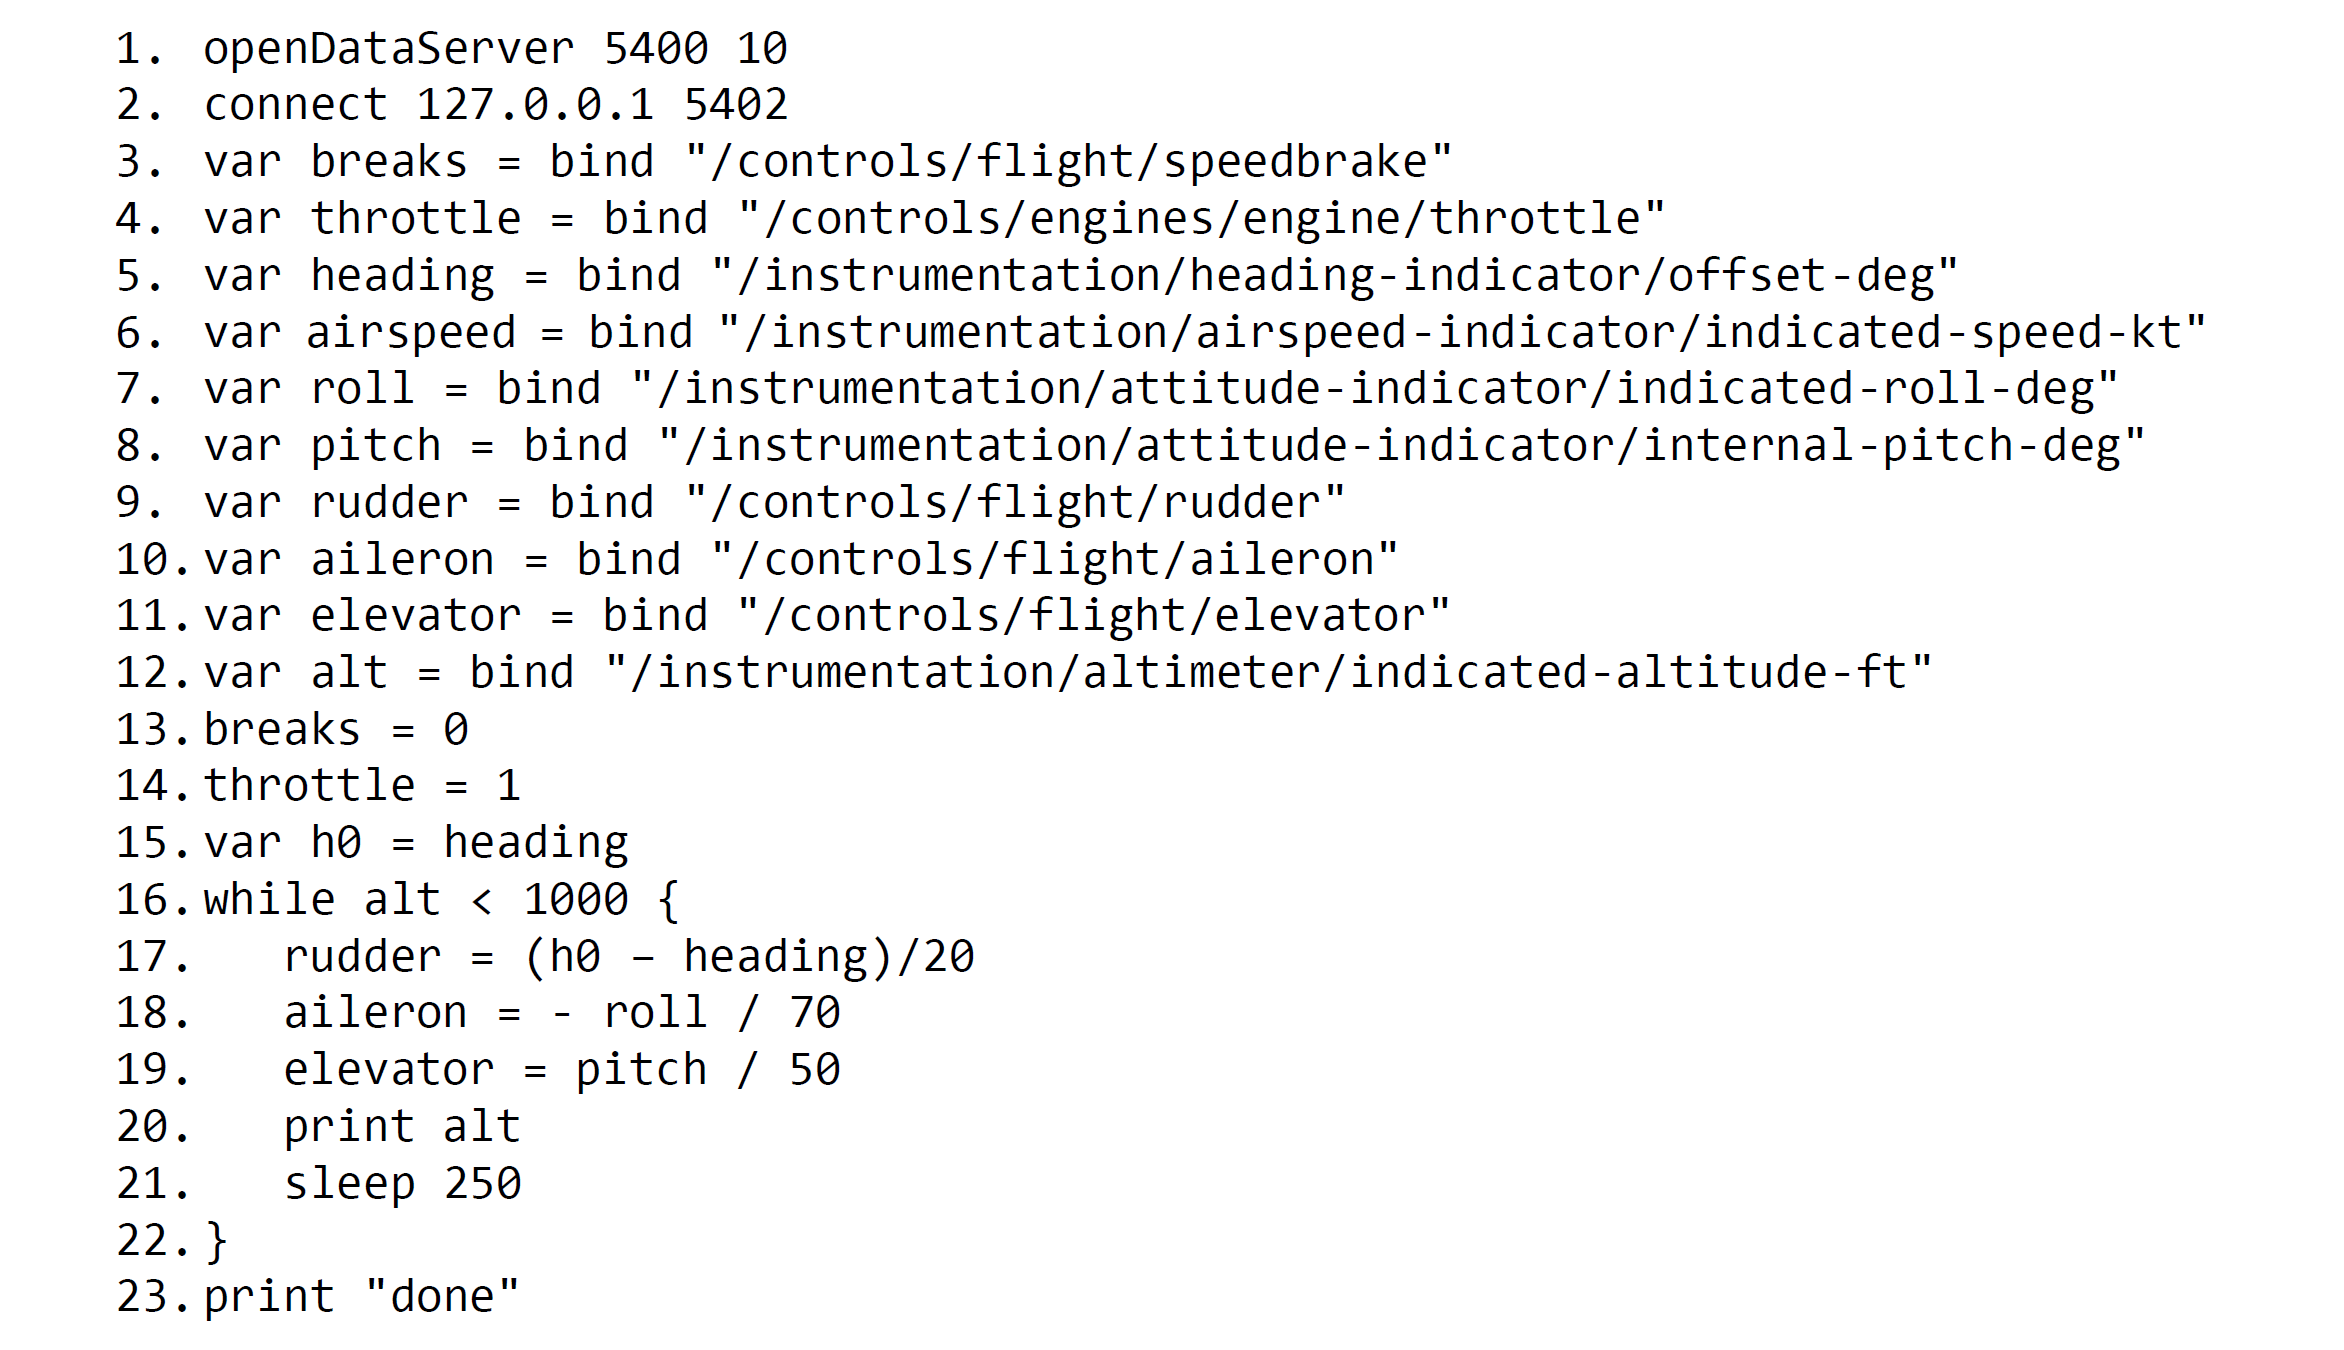 1. openDataServer 5400 10
2. connect 127.0.0.1 5402
3. var breaks = bind "/controls/flight/speedbrake"
4. var throttle = bind "/controls/engines/engine/throttle"
5. var heading = bind "/instrumentation/heading-indicator/offset-deg"
6. var airspeed = bind "/instrumentation/airspeed-indicator/indicated-speed-kt"
7. var roll = bind "/instrumentation/attitude-indicator/indicated-roll-deg"
8. var pitch = bind "/instrumentation/attitude-indicator/internal-pitch-deg"
9. var rudder = bind "/controls/flight/rudder"
10. var aileron = bind "/controls/flight/aileron"
11. var elevator = bind "/controls/flight/elevator"
12. var alt = bind "/instrumentation/altimeter/indicated-altitude-ft"
13. breaks = 0
14. throttle = 1
15. var h0 = heading
16. while alt < 1000 {
17.    rudder = (h0 – heading)/20
18.    aileron = - roll / 70
19.    elevator = pitch / 50
20.    print alt
21.    sleep 250
22. }
23. print "done"